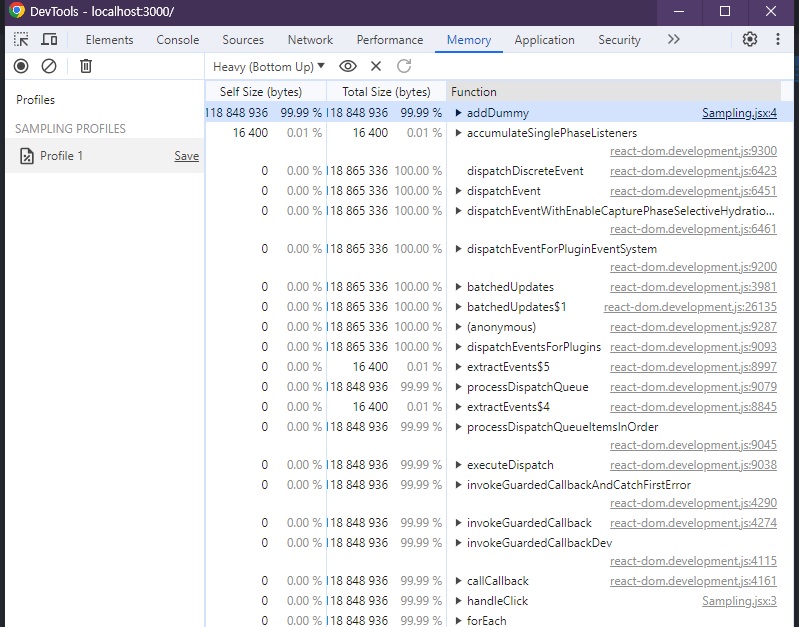 DevTools - localhost:3000/
Elements Console Sources Network Performance Memory Application Security
Heavy (Bottom Up)
Profiles
SAMPLING PROFILES
Profile 1 Save
Self Size (bytes) Total Size (bytes) Function
118 848 936 99.99 % 118 848 936 99.99 % addDummy Sampling.jsx:4
16 400 0.01 % 16 400 0.01 % accumulateSinglePhaseListeners
react-dom.development.js:9300
0 0.00 % 118 865 336 100.00 % dispatchDiscreteEvent react-dom.development.js:6423
0 0.00 % 118 865 336 100.00 % dispatchEvent react-dom.development.js:6451
0 0.00 % 118 865 336 100.00 % dispatchEventWithEnableCapturePhaseSelectiveHydratio...
react-dom.development.js:6461
0 0.00 % 118 865 336 100.00 % dispatchEventForPluginEventSystem
react-dom.development.js:9200
0 0.00 % 118 865 336 100.00 % batchedUpdates react-dom.development.js:3981
0 0.00 % 118 865 336 100.00 % batchedUpdates$1 react-dom.development.js:26135
0 0.00 % 118 865 336 100.00 % (anonymous) react-dom.development.js:9287
0 0.00 % 118 865 336 100.00 % dispatchEventsForPlugins react-dom.development.js:9093
0 0.00 % 16 400 0.01 % extractEvents$5 react-dom.development.js:8997
0 0.00 % 118 848 936 99.99 % processDispatchQueue react-dom.development.js:9079
0 0.00 % 16 400 0.01 % extractEvents$4 react-dom.development.js:8845
0 0.00 % 118 848 936 99.99 % processDispatchQueueItemsInOrder
react-dom.development.js:9045
0 0.00 % 118 848 936 99.99 % executeDispatch react-dom.development.js:9038
0 0.00 % 118 848 936 99.99 % invokeGuardedCallbackAndCatchFirstError
react-dom.development.js:4290
0 0.00 % 118 848 936 99.99 % invokeGuardedCallback react-dom.development.js:4274
0 0.00 % 118 848 936 99.99 % invokeGuardedCallbackDev
react-dom.development.js:4115
0 0.00 % 118 848 936 99.99 % callCallback react-dom.development.js:4161
0 0.00 % 118 848 936 99.99 % handleClick Sampling.jsx:3
0 0.00 % 118 848 936 99.99 % forEach